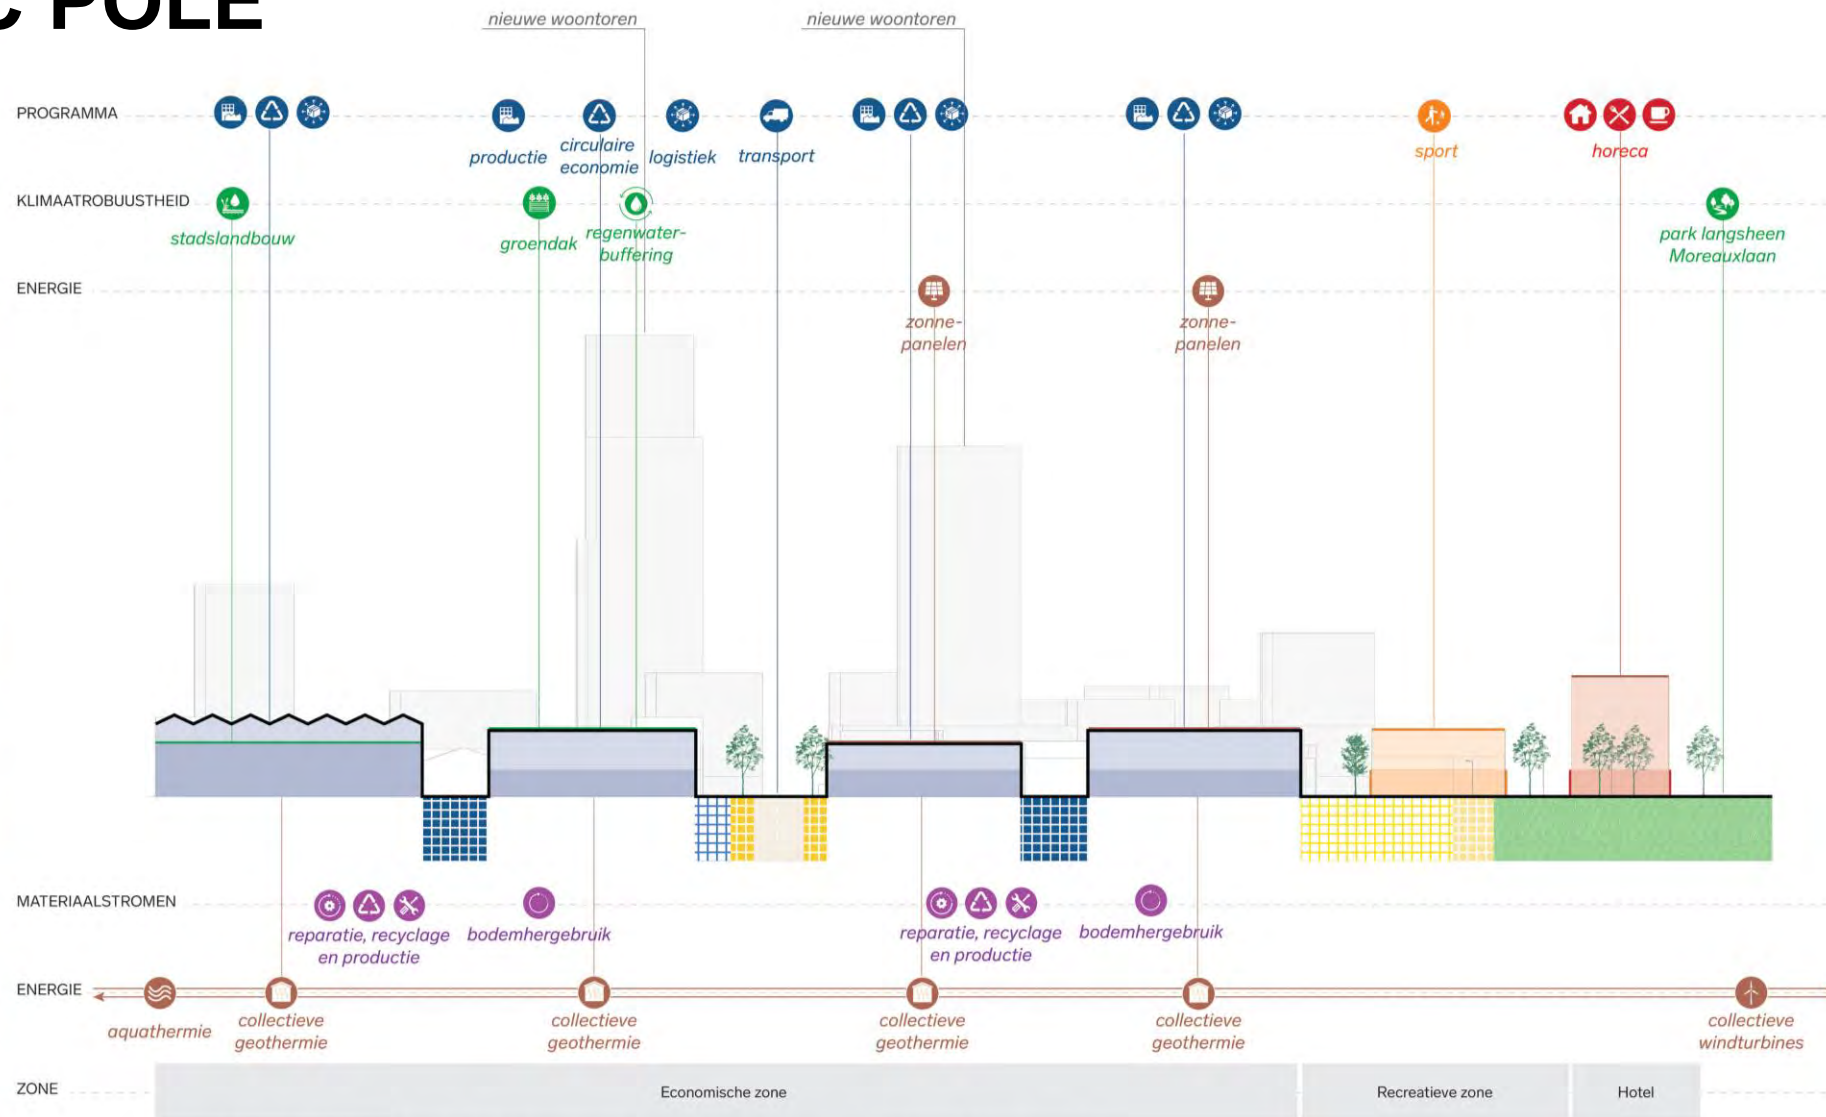 C POLE
nieuwe woontoren
nieuwe woontoren
PROGRAMMA
productie
circulaire
economie
logistiek
transport
sport
horeca
KLIMAATROBUUSTHEID
stadslandbouw
groendak
regenwater-
buffering
park langsheen
Moreauxlaan
ENERGIE
zonne-
panelen
zonne-
panelen
MATERIAALSTROMEN
reparatie, recyclage
en productie
bodemhergebruik
reparatie, recyclage
en productie
bodemhergebruik
ENERGIE
aquathermie
collectieve
geothermie
collectieve
geothermie
collectieve
geothermie
collectieve
geothermie
collectieve
windturbines
ZONE
Economische zone
Recreatieve zone
Hotel